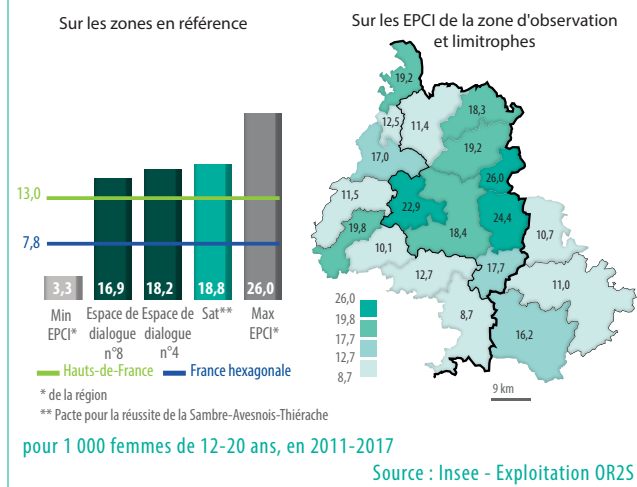 Sur les zones en référence
13,0
7,8
3,3
16,9
18,2
18,8
26,0
Min EPCI*
Espace de dialogue n°8
Espace de dialogue n°4
Sat**
Max EPCI*
Hauts-de-France
France hexagonale
* de la région
** Pacte pour la réussite de la Sambre-Avesnois-Thiérache
Sur les EPCI de la zone d'observation
et limitrophes
19,2
12,5
11,4
18,3
17,0
19,2
26,0
11,5
22,9
24,4
19,8
18,4
10,7
10,1
12,7
17,7
11,0
8,7
16,2
26,0
19,8
17,7
12,7
8,7
9 km
pour 1 000 femmes de 12-20 ans, en 2011-2017
Source : Insee - Exploitation OR2S